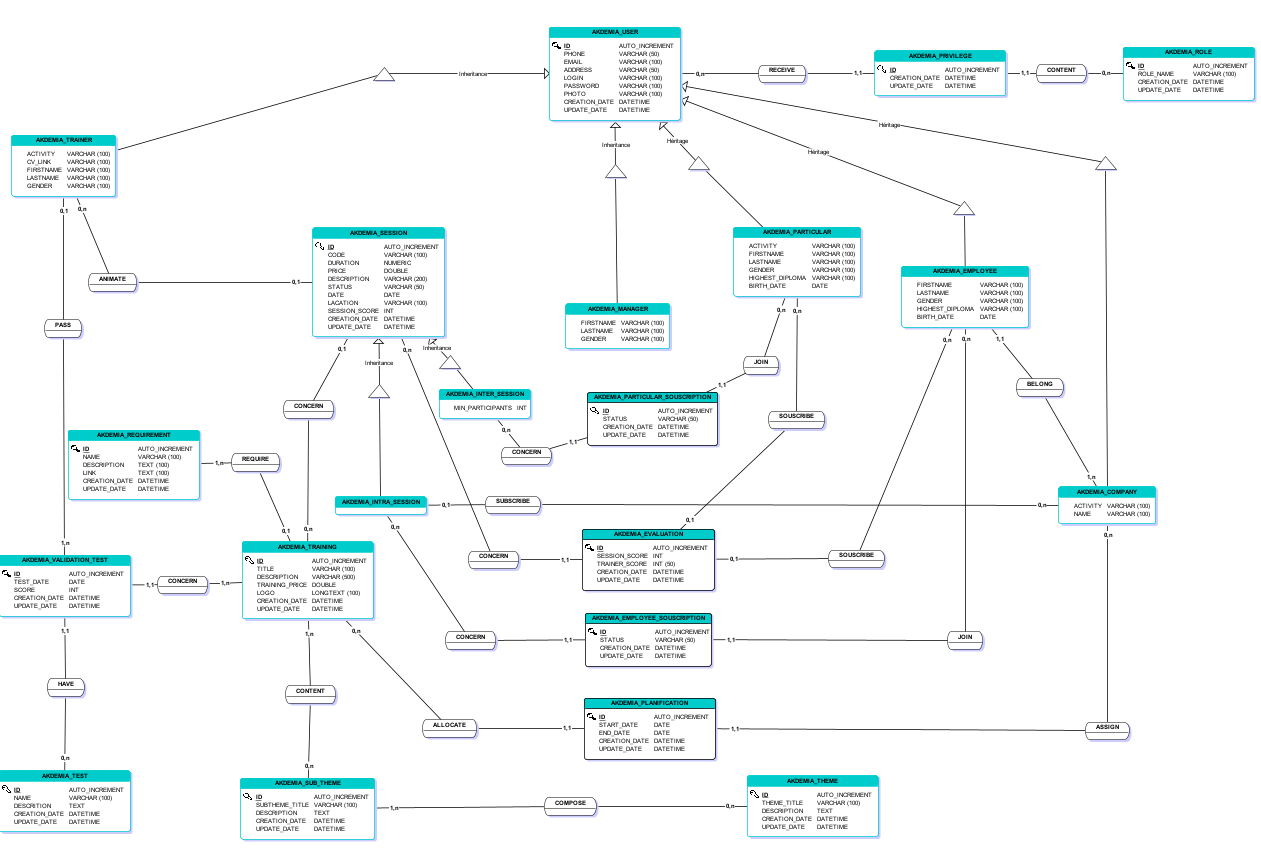 AKDEMIA_USER
ID AUTO_INCREMENT
PHONE VARCHAR (50)
EMAIL VARCHAR (100)
ADDRESS VARCHAR (50)
LOGIN VARCHAR (100)
PASSWORD VARCHAR (100)
PHOTO VARCHAR (100)
CREATION_DATE DATETIME
UPDATE_DATE DATETIME
Inheritance
0,n
RECEIVE
1,1
AKDEMIA_PRIVILEGE
ID AUTO_INCREMENT
CREATION_DATE DATETIME
UPDATE_DATE DATETIME
1,1
CONTENT
0,n
AKDEMIA_ROLE
ID AUTO_INCREMENT
ROLE_NAME VARCHAR (100)
CREATION_DATE DATETIME
UPDATE_DATE DATETIME
Inheritance
Héritage
Héritage
Héritage
AKDEMIA_TRAINER
ACTIVITY VARCHAR (100)
CV_LINK VARCHAR (100)
FIRSTNAME VARCHAR (100)
LASTNAME VARCHAR (100)
GENDER VARCHAR (100)
0,1
0,n
ANIMATE
0,1
PASS
1,n
AKDEMIA_SESSION
ID AUTO_INCREMENT
CODE VARCHAR (100)
DURATION NUMERIC
PRICE DOUBLE
DESCRIPTION VARCHAR (200)
STATUS VARCHAR (50)
DATE DATE
LACATION VARCHAR (100)
SESSION_SCORE INT
CREATION_DATE DATETIME
UPDATE_DATE DATETIME
0,1
Inheritance
0,n
Inheritance
AKDEMIA_MANAGER
FIRSTNAME VARCHAR (100)
LASTNAME VARCHAR (100)
GENDER VARCHAR (100)
AKDEMIA_PARTICULAR
ACTIVITY VARCHAR (100)
FIRSTNAME VARCHAR (100)
LASTNAME VARCHAR (100)
GENDER VARCHAR (100)
HIGHEST_DIPLOMA VARCHAR (100)
BIRTH_DATE DATE
0,n
0,n
JOIN
1,1
SOUSCRIBE
0,1
AKDEMIA_EMPLOYEE
FIRSTNAME VARCHAR (100)
LASTNAME VARCHAR (100)
GENDER VARCHAR (100)
HIGHEST_DIPLOMA VARCHAR (100)
BIRTH_DATE DATE
0,n
0,n
1,1
BELONG
1,n
CONCERN
0,n
AKDEMIA_INTER_SESSION
MIN_PARTICIPANTS INT
0,n
CONCERN
1,1
AKDEMIA_PARTICULAR_SOUSCRIPTION
ID AUTO_INCREMENT
STATUS VARCHAR (50)
CREATION_DATE DATETIME
UPDATE_DATE DATETIME
AKDEMIA_REQUIREMENT
ID AUTO_INCREMENT
NAME VARCHAR (100)
DESCRIPTION TEXT (100)
LINK TEXT (100)
CREATION_DATE DATETIME
UPDATE_DATE DATETIME
1,n
REQUIRE
0,1
AKDEMIA_INTRA_SESSION
0,1
SUBSCRIBE
0,n
0,n
AKDEMIA_COMPANY
ACTIVITY VARCHAR (100)
NAME VARCHAR (100)
0,n
AKDEMIA_VALIDATION_TEST
ID AUTO_INCREMENT
TEST_DATE DATE
SCORE INT
CREATION_DATE DATETIME
UPDATE_DATE DATETIME
1,1
CONCERN
1,n
AKDEMIA_TRAINING
ID AUTO_INCREMENT
TITLE VARCHAR (100)
DESCRIPTION VARCHAR (500)
TRAINING_PRICE DOUBLE
LOGO LONGTEXT (100)
CREATION_DATE DATETIME
UPDATE_DATE DATETIME
CONCERN
1,1
AKDEMIA_EVALUATION
ID AUTO_INCREMENT
SESSION_SCORE INT
TRAINER_SCORE INT (50)
CREATION_DATE DATETIME
UPDATE_DATE DATETIME
0,1
SOUSCRIBE
CONCERN
1,1
AKDEMIA_EMPLOYEE_SOUSCRIPTION
ID AUTO_INCREMENT
STATUS VARCHAR (50)
CREATION_DATE DATETIME
UPDATE_DATE DATETIME
1,1
JOIN
1,1
HAVE
0,n
1,n
CONTENT
0,n
0,n
ALLOCATE
1,1
AKDEMIA_PLANIFICATION
ID AUTO_INCREMENT
START_DATE DATE
END_DATE DATE
CREATION_DATE DATETIME
UPDATE_DATE DATETIME
1,1
ASSIGN
AKDEMIA_TEST
ID AUTO_INCREMENT
NAME VARCHAR (100)
DESCRITION TEXT
CREATION_DATE DATETIME
UPDATE_DATE DATETIME
AKDEMIA_SUB_THEME
ID AUTO_INCREMENT
SUBTHEME_TITLE VARCHAR (100)
DESCRIPTION TEXT
CREATION_DATE DATETIME
UPDATE_DATE DATETIME
1,n
COMPOSE
0,n
AKDEMIA_THEME
ID AUTO_INCREMENT
THEME_TITLE VARCHAR (100)
DESCRIPTION TEXT
CREATION_DATE DATETIME
UPDATE_DATE DATETIME